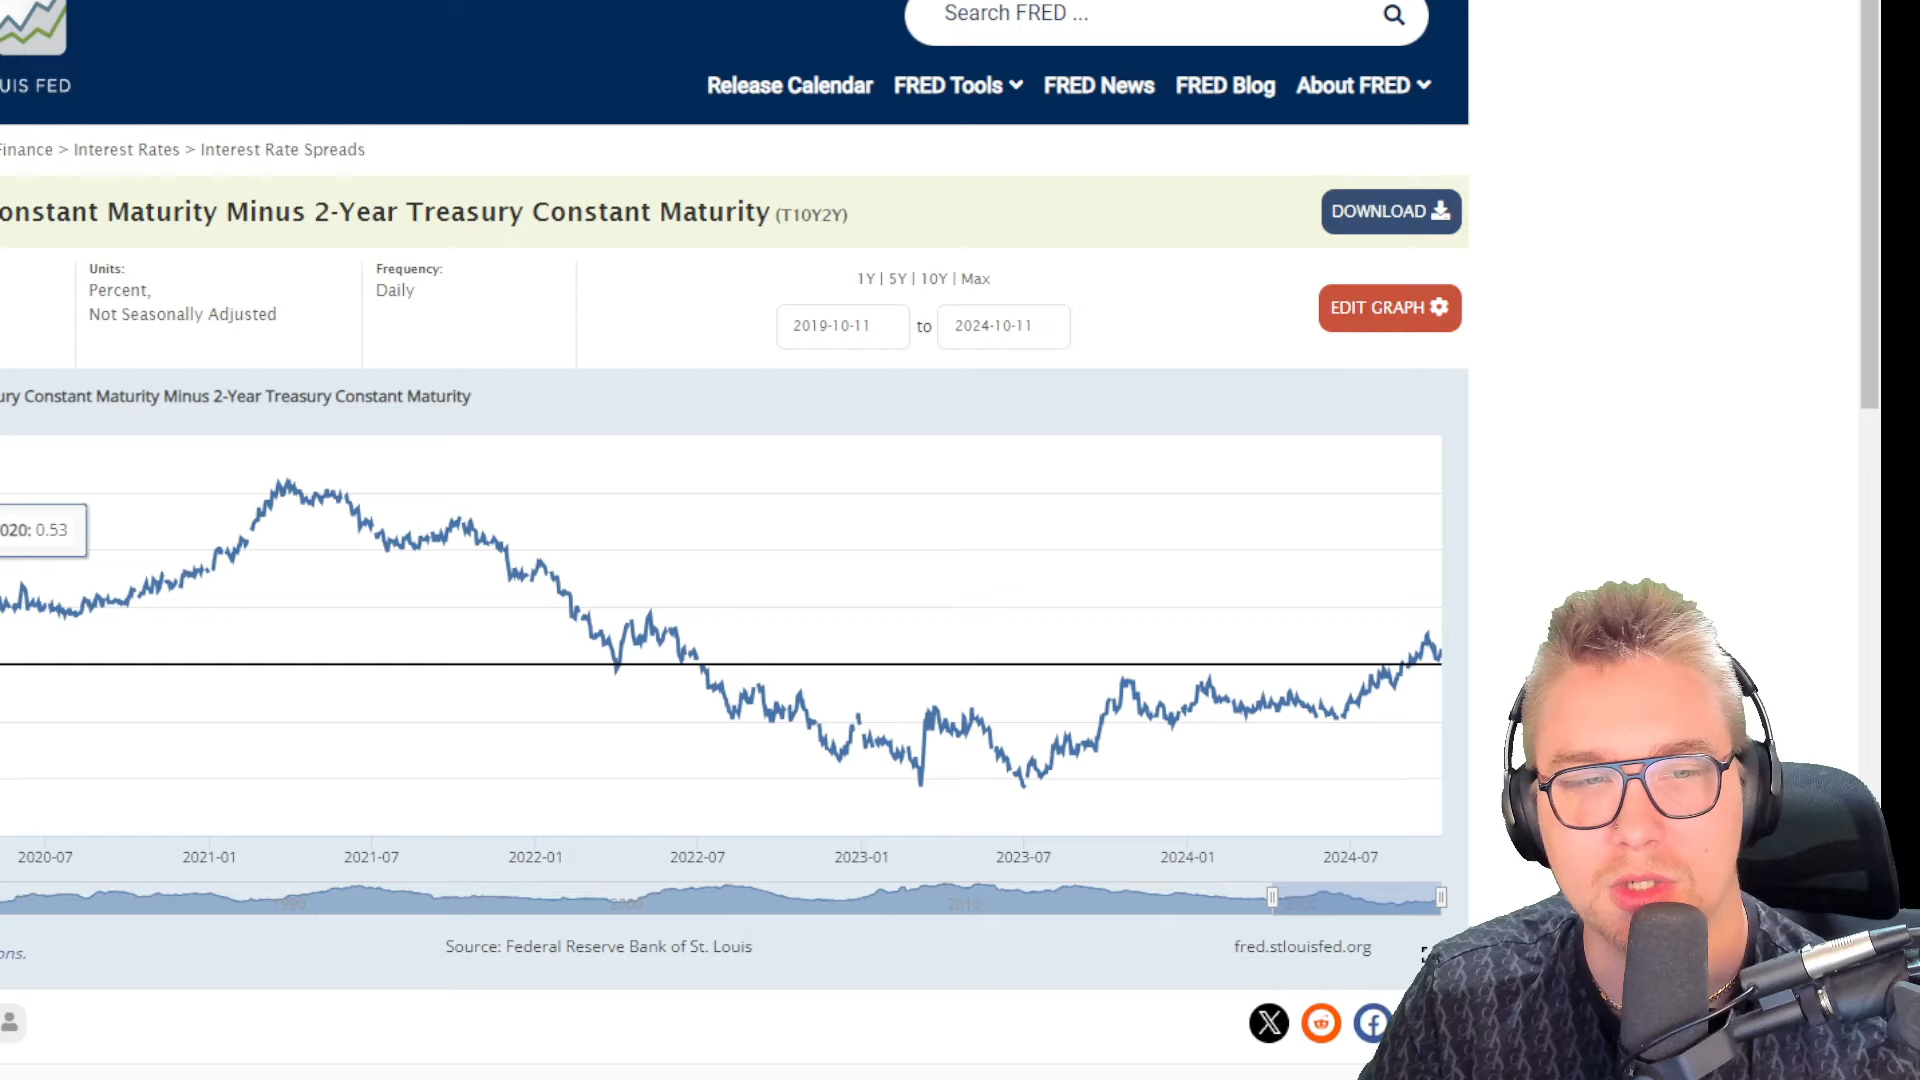 Search FRED ...
UIS FED
Release Calendar FRED Tools FRED News FRED Blog About FRED
Finance > Interest Rates > Interest Rate Spreads
onstant Maturity Minus 2-Year Treasury Constant Maturity (T10Y2Y)
DOWNLOAD
Units:
Percent,
Not Seasonally Adjusted
Frequency:
Daily
1Y | 5Y | 10Y | Max
2019-10-11 to 2024-10-11
EDIT GRAPH
ury Constant Maturity Minus 2-Year Treasury Constant Maturity
020: 0.53
2020-07 2021-01 2021-07 2022-01 2022-07 2023-01 2023-07 2024-01 2024-07
1990 2000 2010
ons.
Source: Federal Reserve Bank of St. Louis
fred.stlouisfed.org